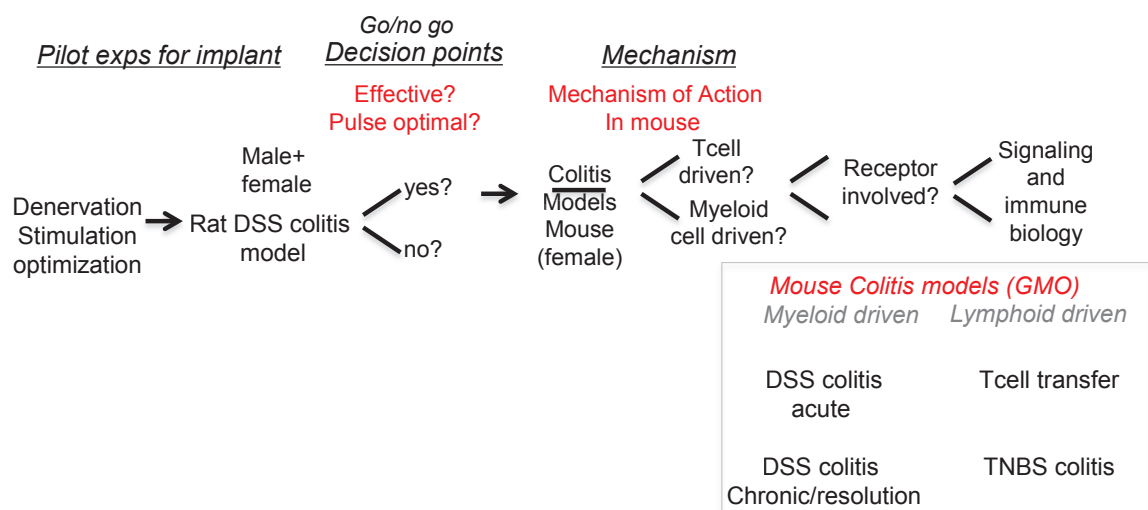 Go/no go
Pilot exps for implant
Decision points
Mechanism
Effective?
Pulse optimal?
Mechanism of Action
In mouse
Denervation
Stimulation
optimization
Male+
female
Rat DSS colitis
model
yes?
no?
Colitis
Models
Mouse
(female)
Tcell
driven?
Myeloid
cell driven?
Receptor
involved?
Signaling
and
immune
biology
Mouse Colitis models (GMO)
Myeloid driven
Lymphoid driven
DSS colitis
acute
Tcell transfer
DSS colitis
Chronic/resolution
TNBS colitis